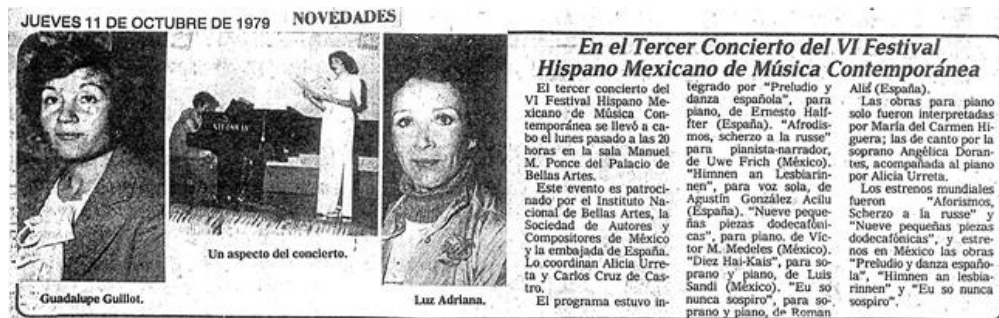 JUEVES 11 DE OCTUBRE DE 1979
NOVEDADES
Guadalupe Guillot.
Un aspecto del concierto.
Luz Adriana.
En el Tercer Concierto del VI Festival
Hispano Mexicano de Música Contemporánea
El tercer concierto del
VI Festival Hispano Me-
xicano de Música Con-
temporánea se llevó a ca-
bo el lunes pasado a las 20
horas en la sala Manuel
M. Ponce del Palacio de
Bellas Artes.
Este evento es patroci-
nado por el Instituto Na-
cional de Bellas Artes, la
Sociedad de Autores y
Compositores de México
y la embajada de España.
Lo coordinan Alicia Urre-
ta y Carlos Cruz de Cas-
tro.
El programa estuvo in-
tegrado por "Preludio y
danza española", para
piano, de Ernesto Half-
fter (España). "Afrodis-
nos, scherzo a la russe"
para pianista-narrador,
de Uwe Frich (México).
"Himnen an Lesbiarin-
nen", para voz sola, de
Agustín González Acilu
(España). "Nueve peque-
ñas piezas dodecafóni-
cas", para piano, de Víc-
tor M. Medeles (México).
"Diez Hai-Kais", para so-
prano y piano, de Luis
Sandi (México). "Eu so
nunca sospiro", para so-
prano y piano, de Roman
Alís (España).
Las obras para piano
solo fueron interpretadas
por María del Carmen Hi-
guera; las de canto por la
soprano Angélica Doran-
tes, acompañada al piano
por Alicia Urreta.
Los estrenos mundiales
fueron "Aforismos,
Scherzo a la russe" y
"Nueve pequeñas piezas
dodecafónicas", y estre-
nos en México las obras
"Preludio y danza españo-
la", "Himnen an lesbia-
rinnen" y "Eu so nunca
sospiro".